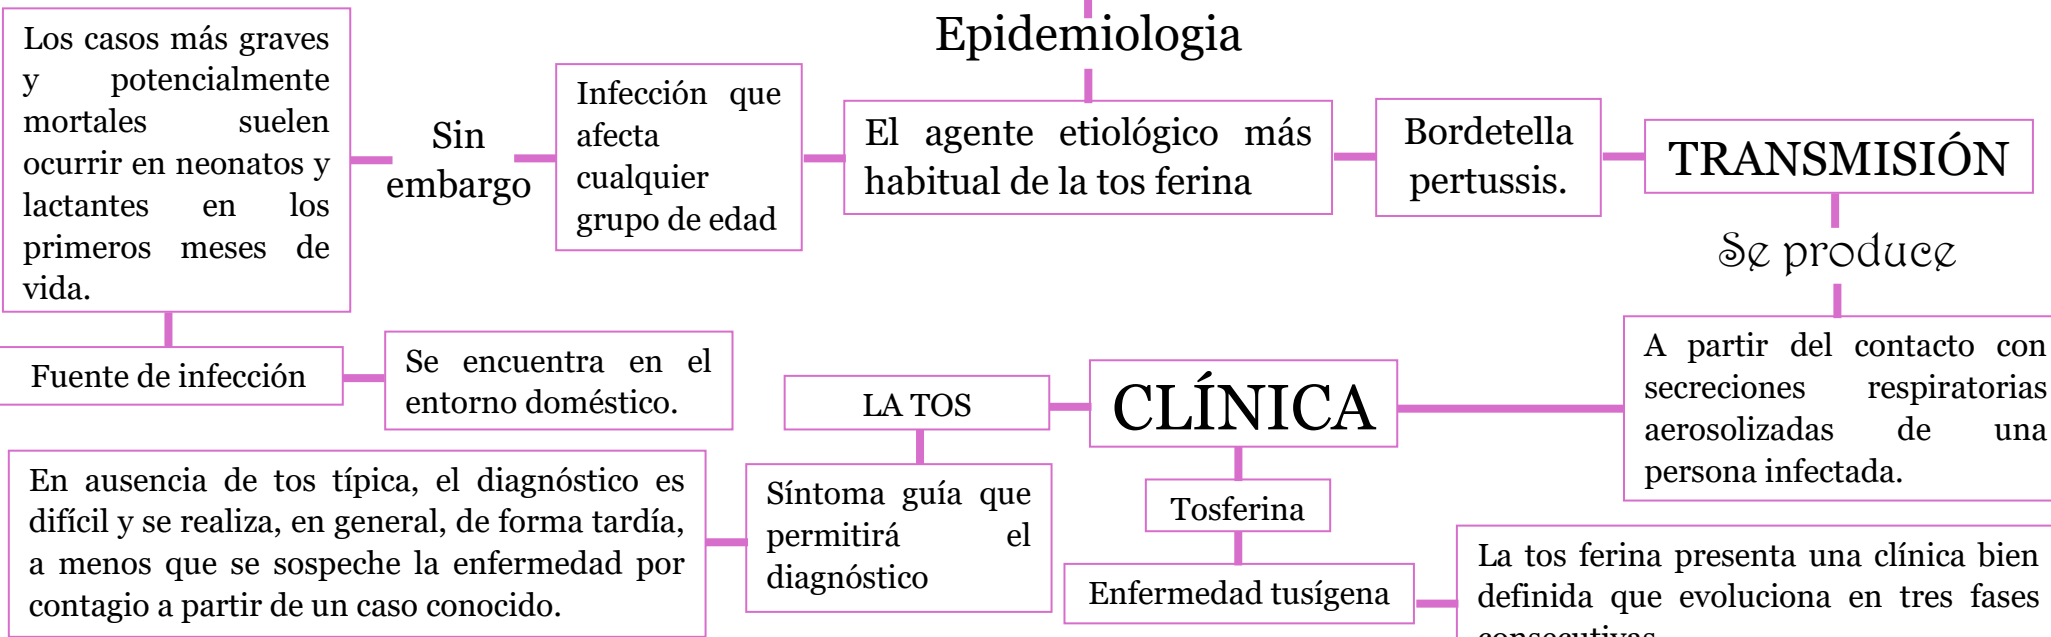 Epidemiologia
Los casos más graves
y potencialmente
mortales suelen
ocurrir en neonatos y
lactantes en los
primeros meses de
vida.
Sin
embargo
Infección que
afecta
cualquier
grupo de edad
El agente etiológico más
habitual de la tos ferina
Bordetella
pertussis.
TRANSMISIÓN
Se produce
A partir del contacto con
secreciones respiratorias
aerosolizadas de una
persona infectada.
Fuente de infección
Se encuentra en el
entorno doméstico.
CLÍNICA
LA TOS
Síntoma guía que
permitirá el
diagnóstico
En ausencia de tos típica, el diagnóstico es
difícil y se realiza, en general, de forma tardía,
a menos que se sospeche la enfermedad por
contagio a partir de un caso conocido.
Tosferina
Enfermedad tusígena
La tos ferina presenta una clínica bien
definida que evoluciona en tres fases
consecutivas